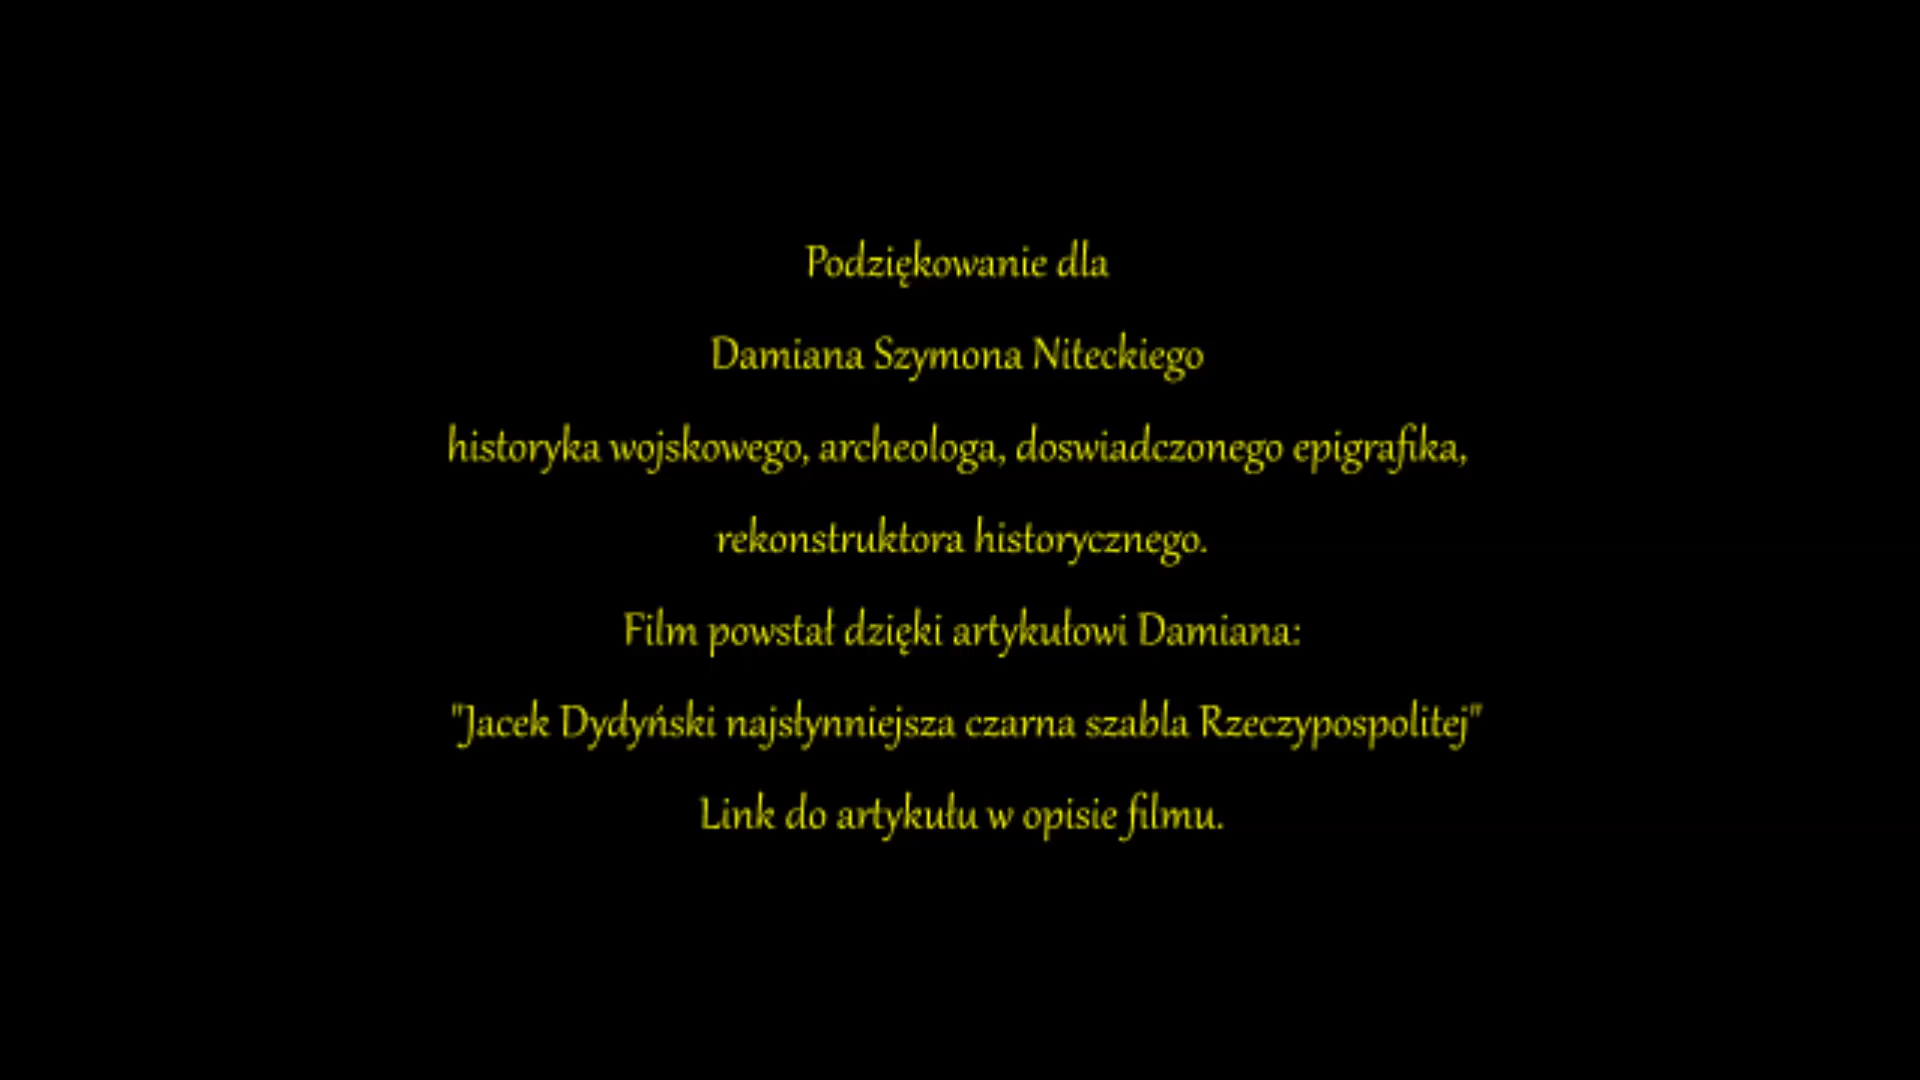 Podziękowanie dla
Damiana Szymona Niteckiego
historyka wojskowego, archeologa, doswiadczonego epigrafika,
rekonstruktora historycznego.
Film powstał dzięki artykułowi Damiana:
"Jacek Dydyński najsłynniejsza czarna szabla Rzeczypospolitej"
Link do artykułu w opisie filmu.